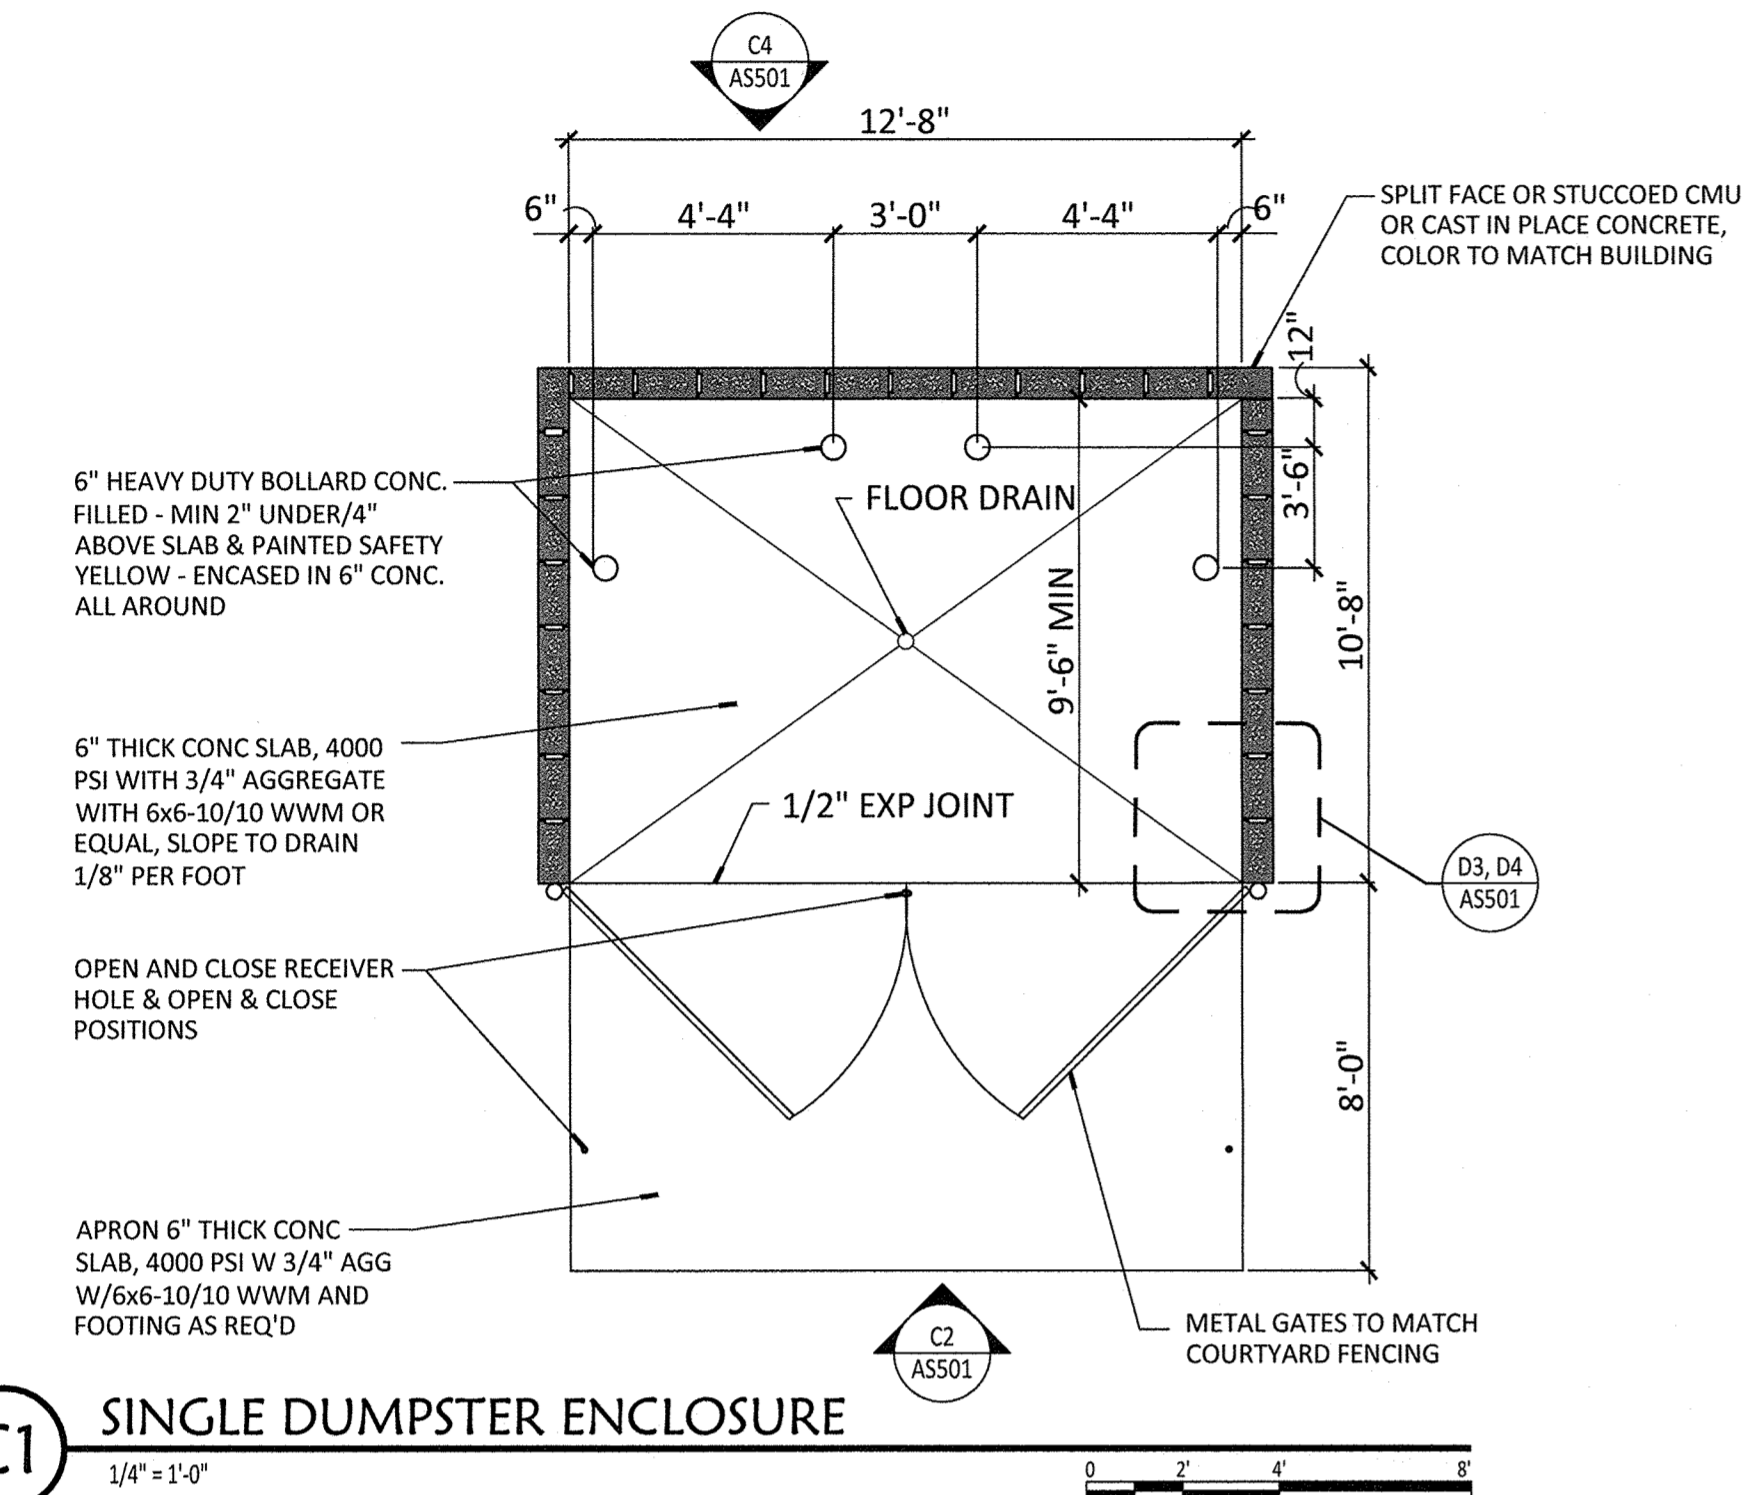 C4
AS501
12'-8"
6"
4'-4"
3'-0"
4'-4"
6"
SPLIT FACE OR STUCCOED CMU
OR CAST IN PLACE CONCRETE,
COLOR TO MATCH BUILDING
12"
3'-6"
10'-8"
6" HEAVY DUTY BOLLARD CONC.
FILLED - MIN 2" UNDER/4"
ABOVE SLAB & PAINTED SAFETY
YELLOW - ENCASED IN 6" CONC.
ALL AROUND
FLOOR DRAIN
9'-6" MIN
6" THICK CONC SLAB, 4000
PSI WITH 3/4" AGGREGATE
WITH 6x6-10/10 WWM OR
EQUAL, SLOPE TO DRAIN
1/8" PER FOOT
1/2" EXP JOINT
D3, D4
AS501
OPEN AND CLOSE RECEIVER
HOLE & OPEN & CLOSE
POSITIONS
8'-0"
APRON 6" THICK CONC
SLAB, 4000 PSI W 3/4" AGG
W/6x6-10/10 WWM AND
FOOTING AS REQ'D
C2
AS501
METAL GATES TO MATCH
COURTYARD FENCING
C1
SINGLE DUMPSTER ENCLOSURE
1/4" = 1'-0"
0 2' 4' 8'